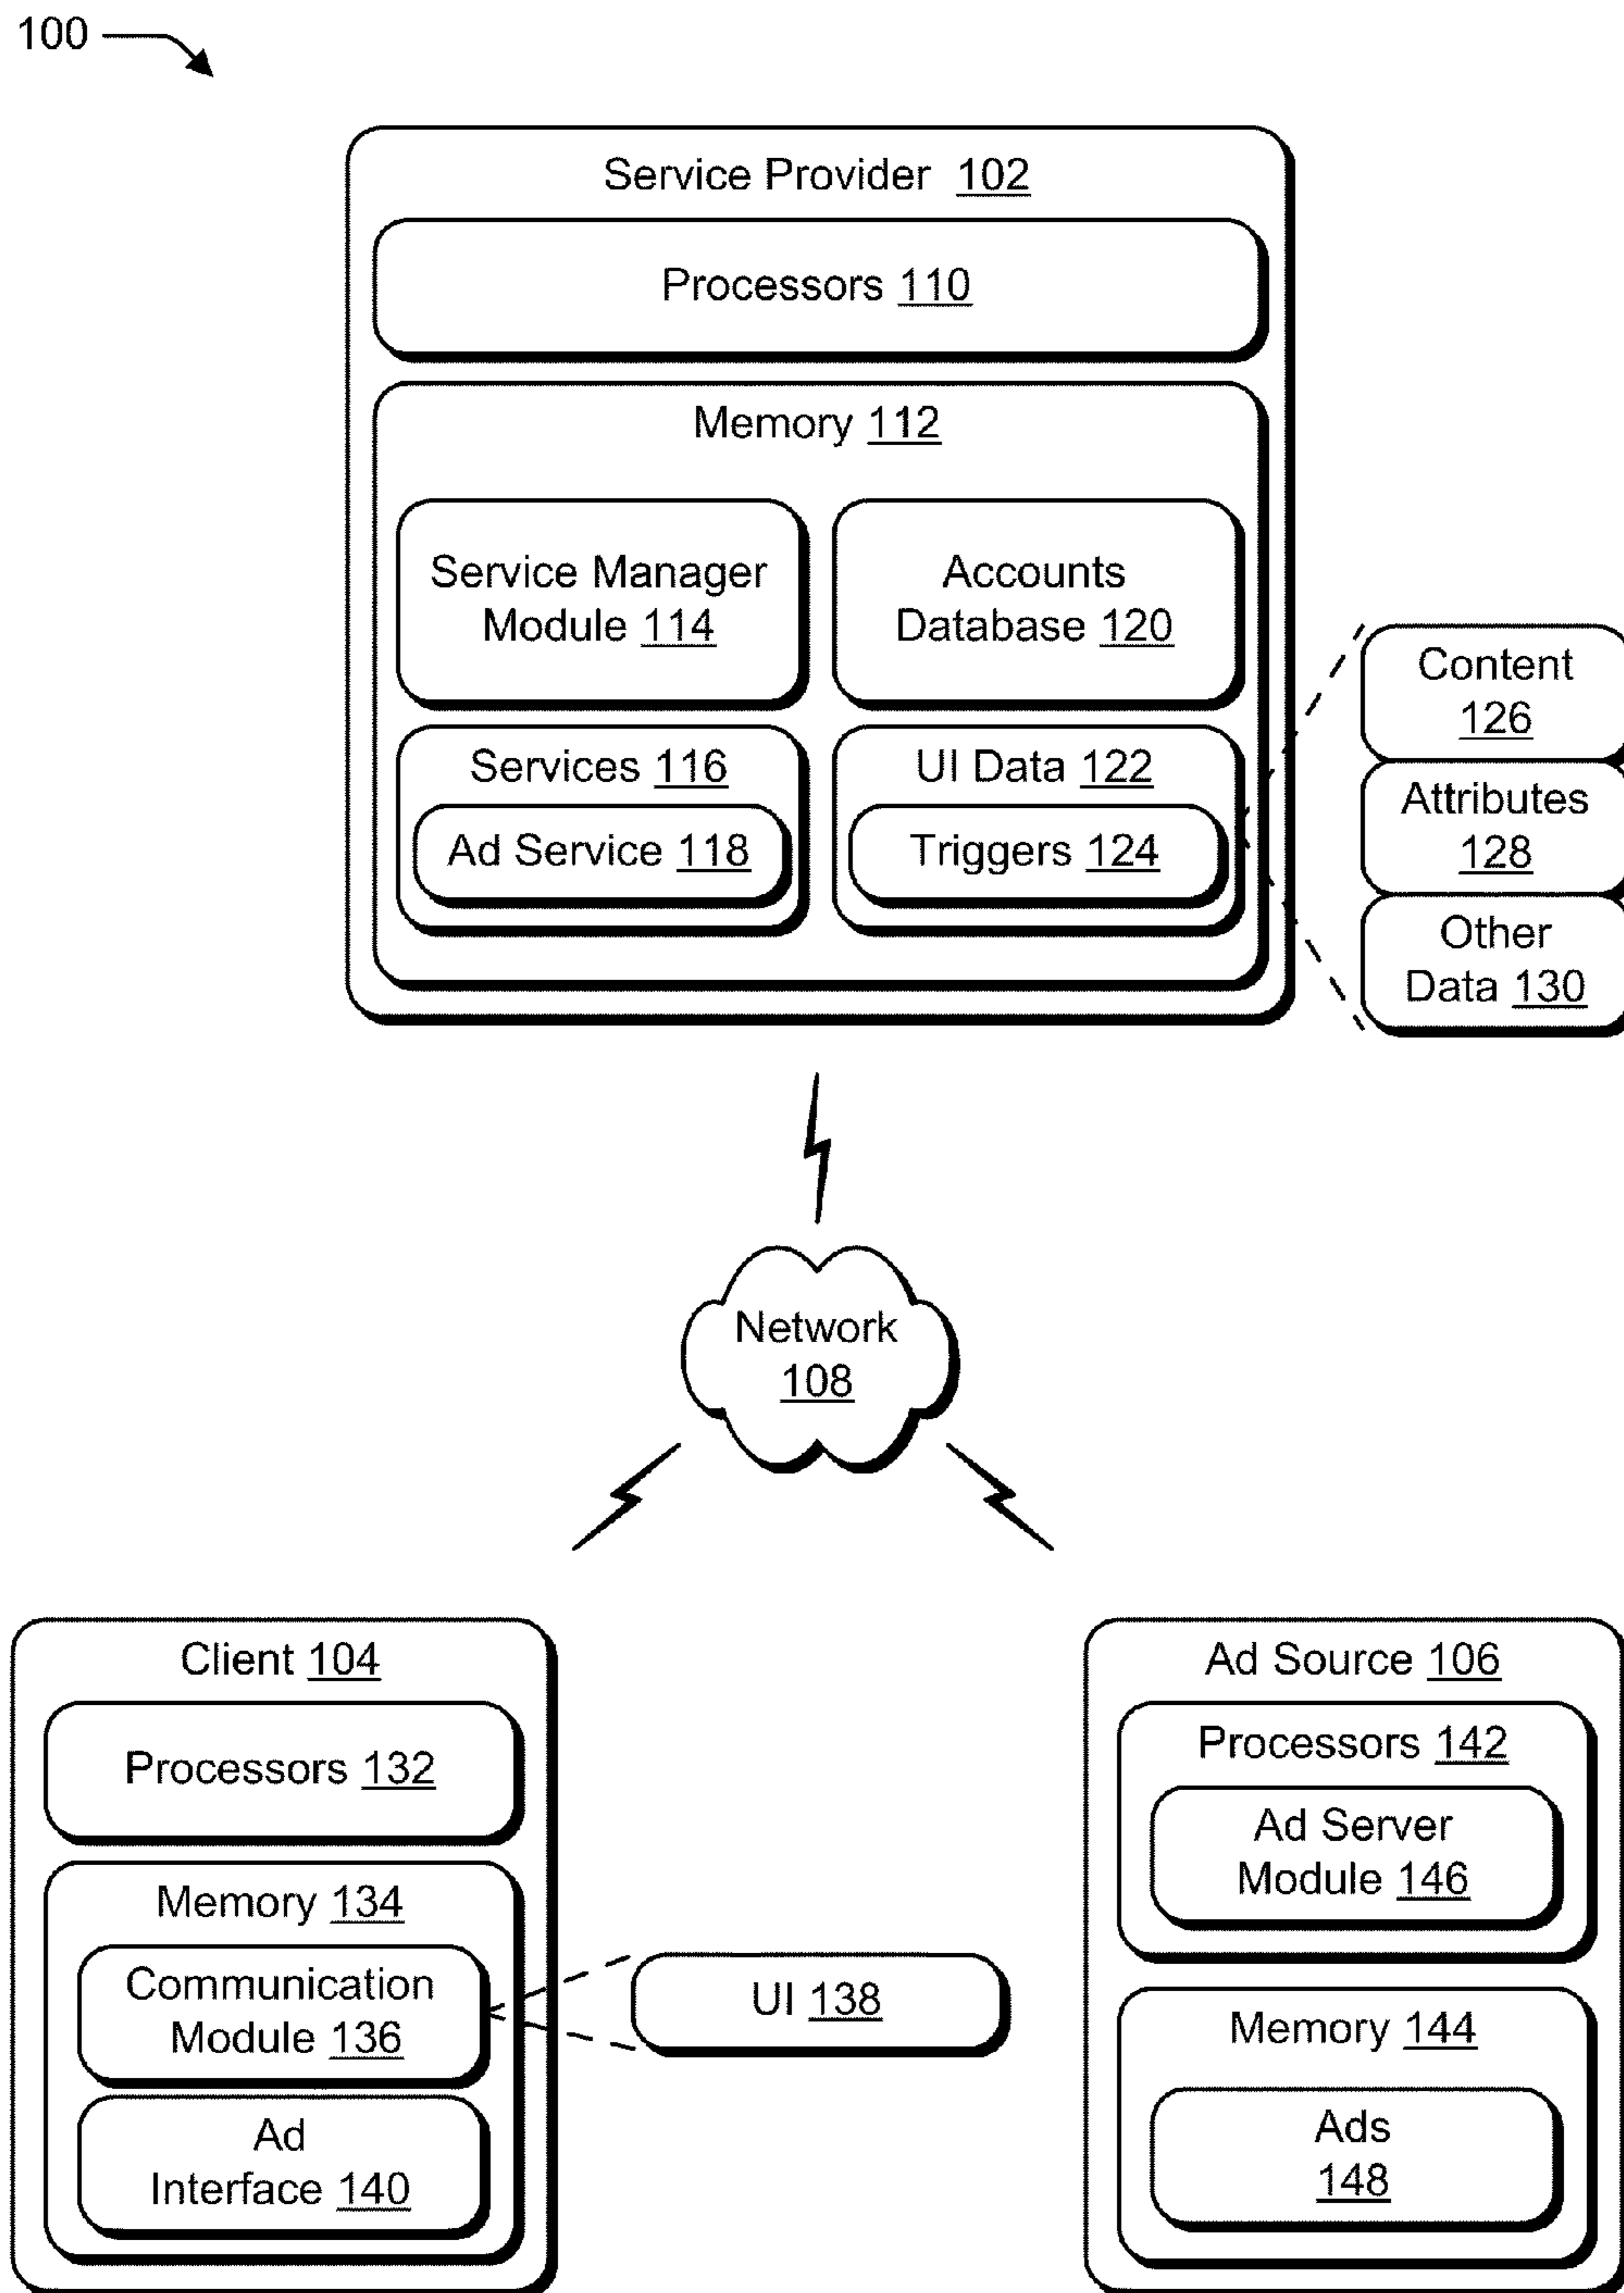 100
Service Provider 102
Processors 110
Memory 112
Service Manager
Module 114
Accounts
Database 120
Services 116
Ad Service 118
UI Data 122
Triggers 124
Content
126
Attributes
128
Other
Data 130
Network
108
Client 104
Processors 132
Memory 134
Communication
Module 136
Ad
Interface 140
UI 138
Ad Source 106
Processors 142
Ad Server
Module 146
Memory 144
Ads
148